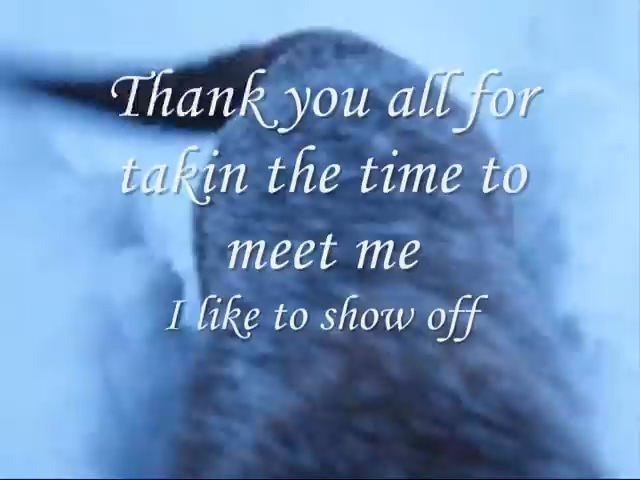 Thank you all for
takin the time to
meet me
I like to show off